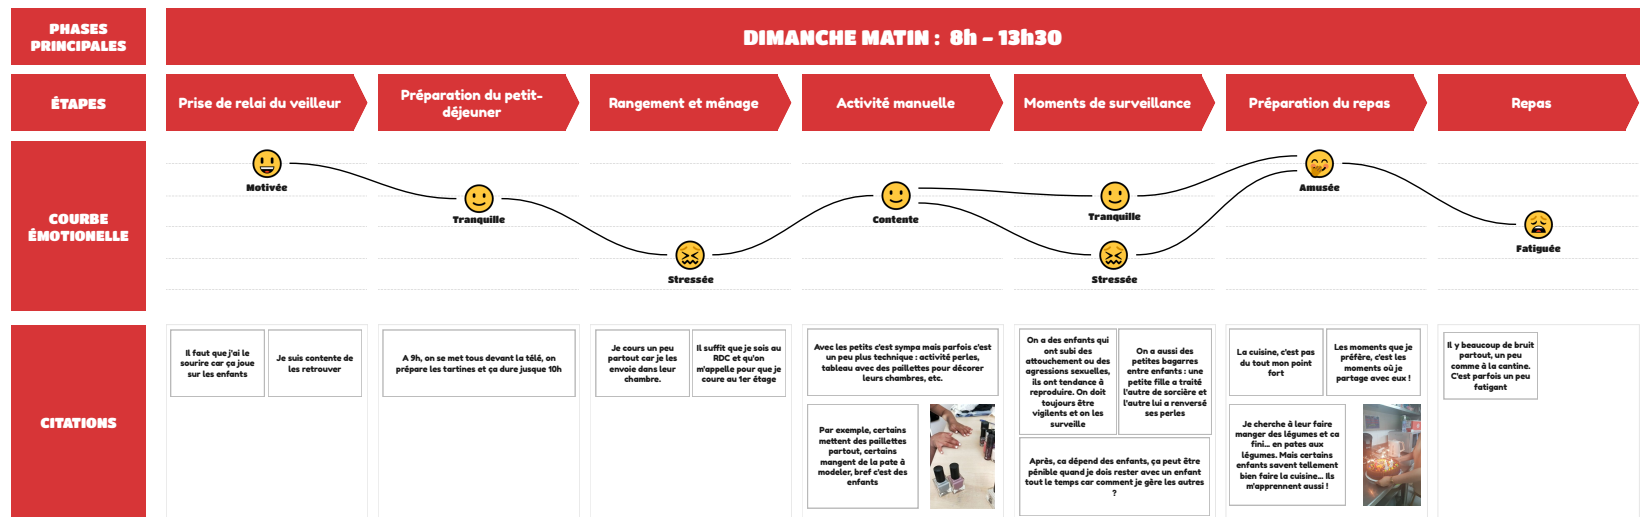 PHASES
PRINCIPALES
DIMANCHE MATIN : 8h – 13h30
ÉTAPES
Prise de relai du veilleur
Préparation du petit-
déjeuner
Rangement et ménage
Activité manuelle
Moments de surveillance
Préparation du repas
Repas
COURBE
ÉMOTIONELLE
Motivée
Tranquille
Stressée
Contente
Tranquille
Stressée
Amusée
Fatiguée
CITATIONS
Il faut que j'ai le
sourire car ça joue
sur les enfants
Je suis contente de
les retrouver
A 9h, on se met tous devant la télé, on
prépare les tartines et ça dure jusque 10h
Je cours un peu
partout car je les
envoie dans leur
chambre.
Il suffit que je sois au
RDC et qu'on
m'appelle pour que je
coure au 1er étage
Avec les petits c'est sympa mais parfois c'est
un peu plus technique : activité perles,
tableau avec des paillettes pour décorer
leurs chambres, etc.
Par exemple, certains
mettent des paillettes
partout, certains
mangent de la pate à
modeler, bref c'est des
enfants
On a des enfants qui
ont subi des
attouchement ou des
agressions sexuelles,
ils ont tendance à
reproduire. On doit
toujours être
vigilents et on les
surveille
On a aussi des
petites bagarres
entre enfants : une
petite fille a traité
l'autre de sorcière et
l'autre lui a renversé
ses perles
Après, ca dépend des enfants, ça peut être
pénible quand je dois rester avec un enfant
tout le temps car comment je gère les autres
?
La cuisine, c'est pas
du tout mon point
fort
Les moments que je
préfère, c'est les
moments où je
partage avec eux !
Je cherche à leur faire
manger des légumes et ca
fini... en pates aux
légumes. Mais certains
enfants savent tellement
bien faire la cuisine... Ils
m'apprennent aussi !
Il y beaucoup de bruit
partout, un peu
comme à la cantine.
C'est parfois un peu
fatigant